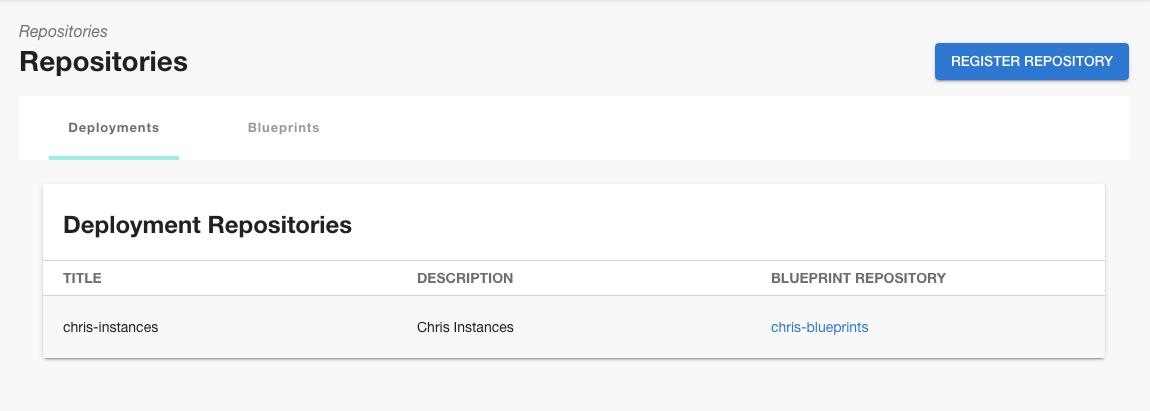 Repositories
Repositories
REGISTER REPOSITORY
Deployments Blueprints
Deployment Repositories
TITLE DESCRIPTION BLUEPRINT REPOSITORY
chris-instances Chris Instances chris-blueprints